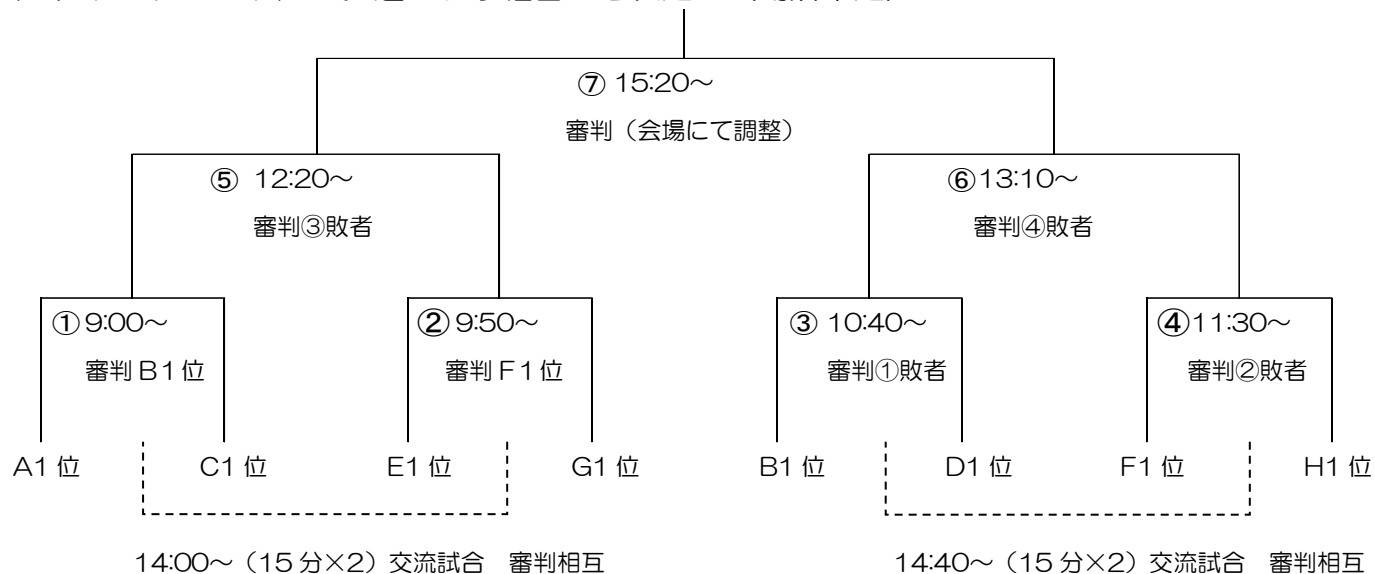 ⑦ 15:20～
審判（会場にて調整）
⑤ 12:20～
⑥13:10～
審判③敗者
審判④敗者
① 9:00～
② 9:50～
③ 10:40～
④11:30～
審判 B1 位
審判 F1 位
審判①敗者
審判②敗者
A1 位 C1 位 E1 位 G1 位 B1 位 D1 位 F1 位 H1 位
14:00～（15 分×2）交流試合 審判相互
14:40～（15 分×2）交流試合 審判相互